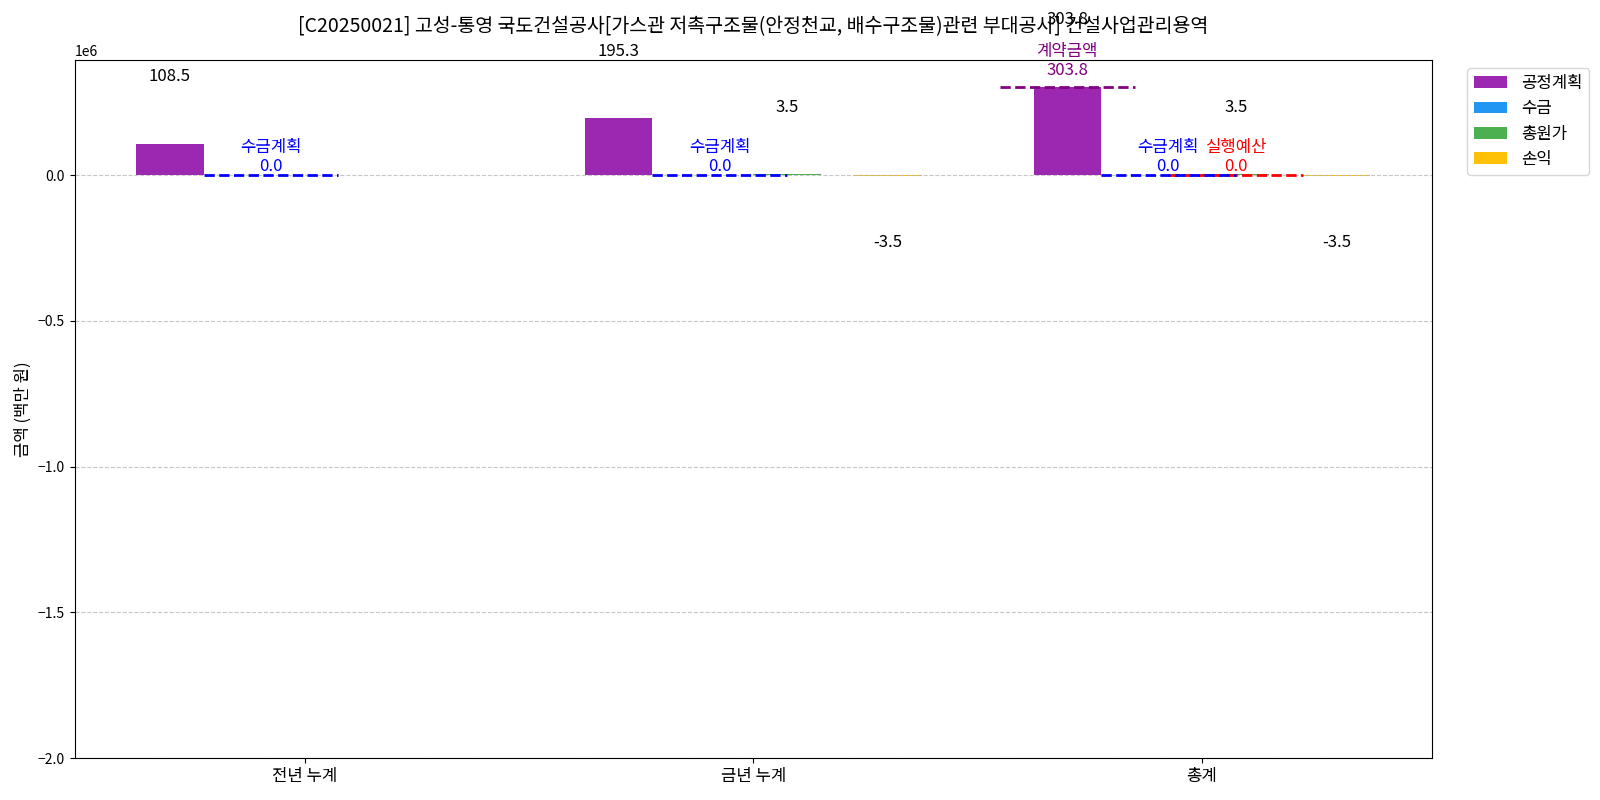 303.8
[C20250021] 고성-통영 국도건설공사[가스관 저촉구조물(안정천교, 배수구조물)관련 부대공사] 건설사업관리용역
1e6
108.5
195.3
계약금액
303.8
3.5
3.5
수금계획
0.0
수금계획
0.0
수금계획
0.0
실행예산
0.0
-3.5
-3.5
공정계획
수금
총원가
손익
금액 (백만 원)
0.0
−0.5
−1.0
−1.5
−2.0
전년 누계
금년 누계
총계